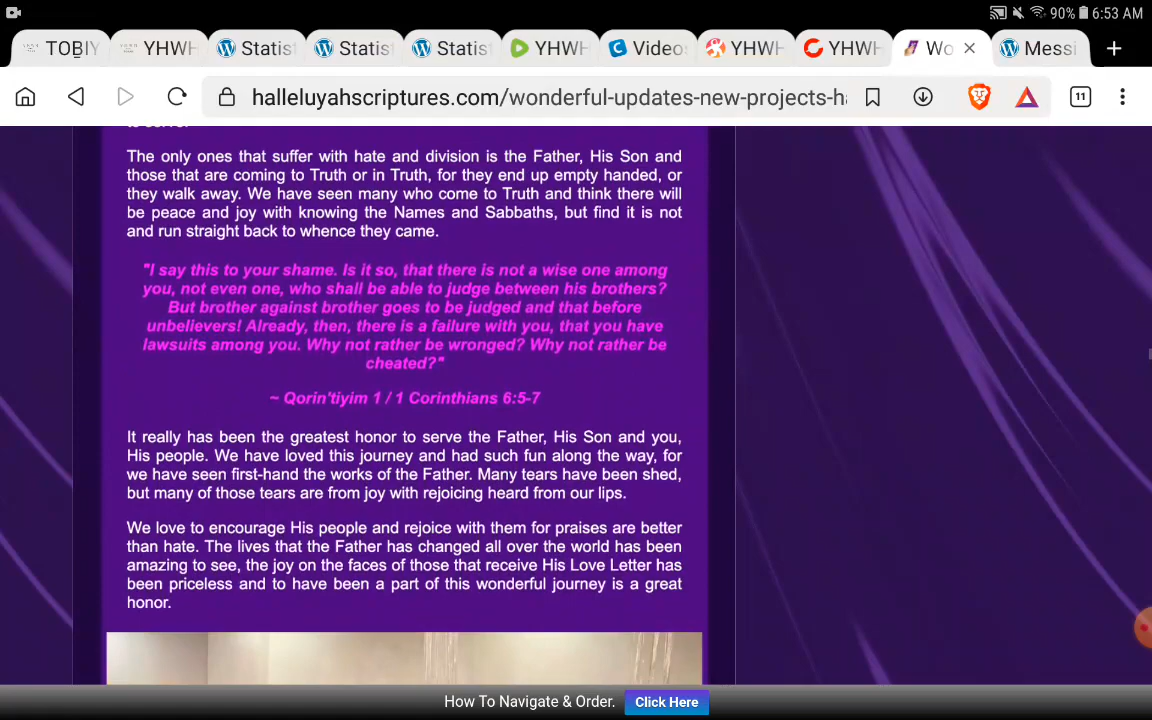 90% 6:53 AM
TOBIY
YHWH
Statist
Statis
Statist
YHWH
Videos
YHWH
YHWH
Wo
Messi
halleluyahscriptures.com/wonderful-updates-new-projects-ha
11
The only ones that suffer with hate and division is the Father, His Son and
those that are coming to Truth or in Truth, for they end up empty handed, or
they walk away. We have seen many who come to Truth and think there will
be peace and joy with knowing the Names and Sabbaths, but find it is not
and run straight back to whence they came.
"I say this to your shame. Is it so, that there is not a wise one among
you, not even one, who shall be able to judge between his brothers?
But brother against brother goes to be judged and that before
unbelievers! Already, then, there is a failure with you, that you have
lawsuits among you. Why not rather be wronged? Why not rather be
cheated?"
~ Qorin'tiyim 1 / 1 Corinthians 6:5-7
It really has been the greatest honor to serve the Father, His Son and you,
His people. We have loved this journey and had such fun along the way, for
we have seen first-hand the works of the Father. Many tears have been shed,
but many of those tears are from joy with rejoicing heard from our lips.
We love to encourage His people and rejoice with them for praises are better
than hate. The lives that the Father has changed all over the world has been
amazing to see, the joy on the faces of those that receive His Love Letter has
been priceless and to have been a part of this wonderful journey is a great
honor.
How To Navigate & Order. Click Here